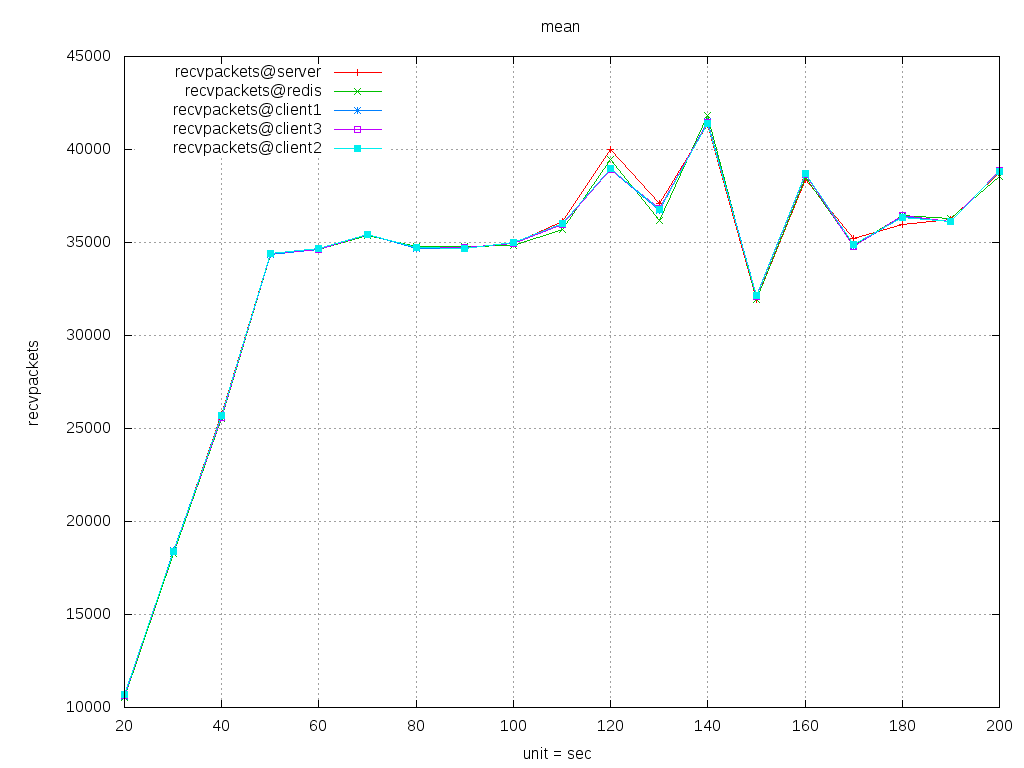 mean
45000
40000
35000
30000
25000
20000
15000
10000
recvpackets
recvpackets@server
recvpackets@redis
recvpackets@client1
recvpackets@client3
recvpackets@client2
20 40 60 80 100 120 140 160 180 200
unit = sec